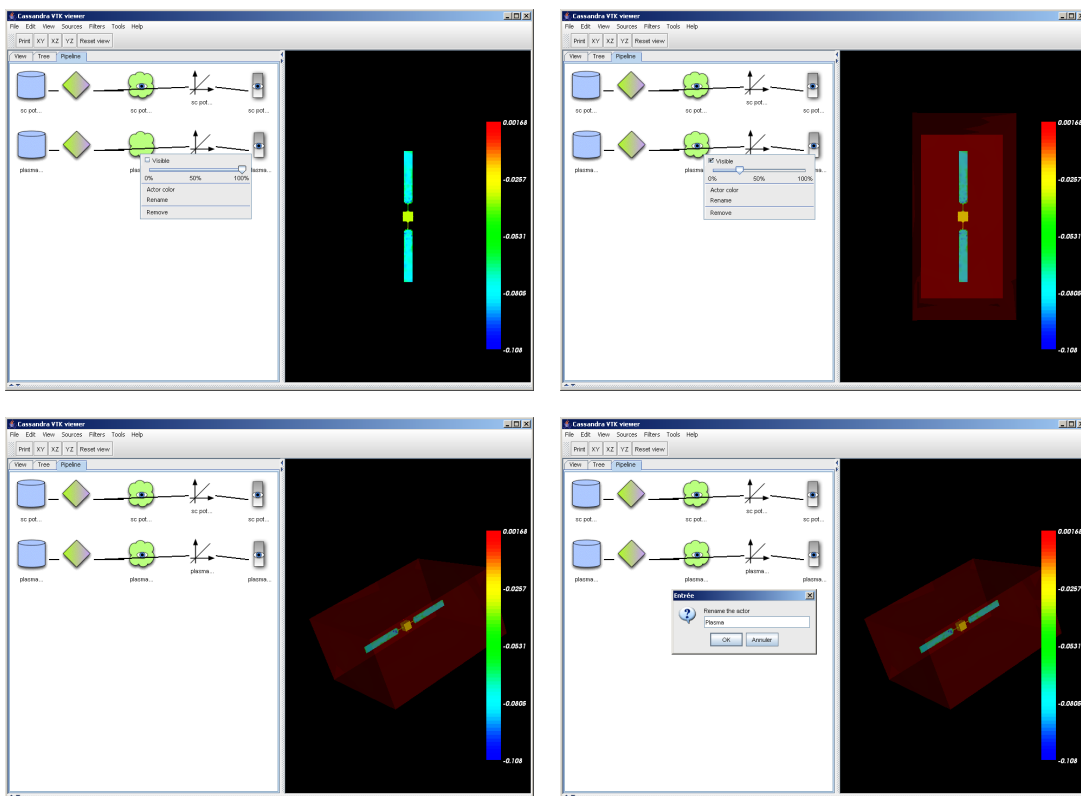 Cassandra VTK viewer
File Edit View Sources Filters Tools Help
Print XY XZ YZ Reset view
View Tree Pipeline
sc pot...
sc pot...
sc pot...
sc pot...
plasma...
Visible
0% 50% 100%
Actor color
Rename
Remove
0.00168
-0.0257
-0.0531
-0.0805
-0.108
Cassandra VTK viewer
File Edit View Sources Filters Tools Help
Print XY XZ YZ Reset view
View Tree Pipeline
sc pot...
sc pot...
sc pot...
sc pot...
plasma...
Visible
0% 50% 100%
Actor color
Rename
Remove
0.00168
-0.0257
-0.0531
-0.0805
-0.108
Cassandra VTK viewer
File Edit View Sources Filters Tools Help
Print XY XZ YZ Reset view
View Tree Pipeline
sc pot...
sc pot...
sc pot...
sc pot...
plasma...
plasma...
plasma...
plasma...
0.00168
-0.0257
-0.0531
-0.0805
-0.108
Cassandra VTK viewer
File Edit View Sources Filters Tools Help
Print XY XZ YZ Reset view
View Tree Pipeline
sc pot...
sc pot...
sc pot...
sc pot...
plasma...
plasma...
plasma...
plasma...
Entrée
Rename the actor
Plasma
OK Annuler
0.00168
-0.0257
-0.0531
-0.0805
-0.108